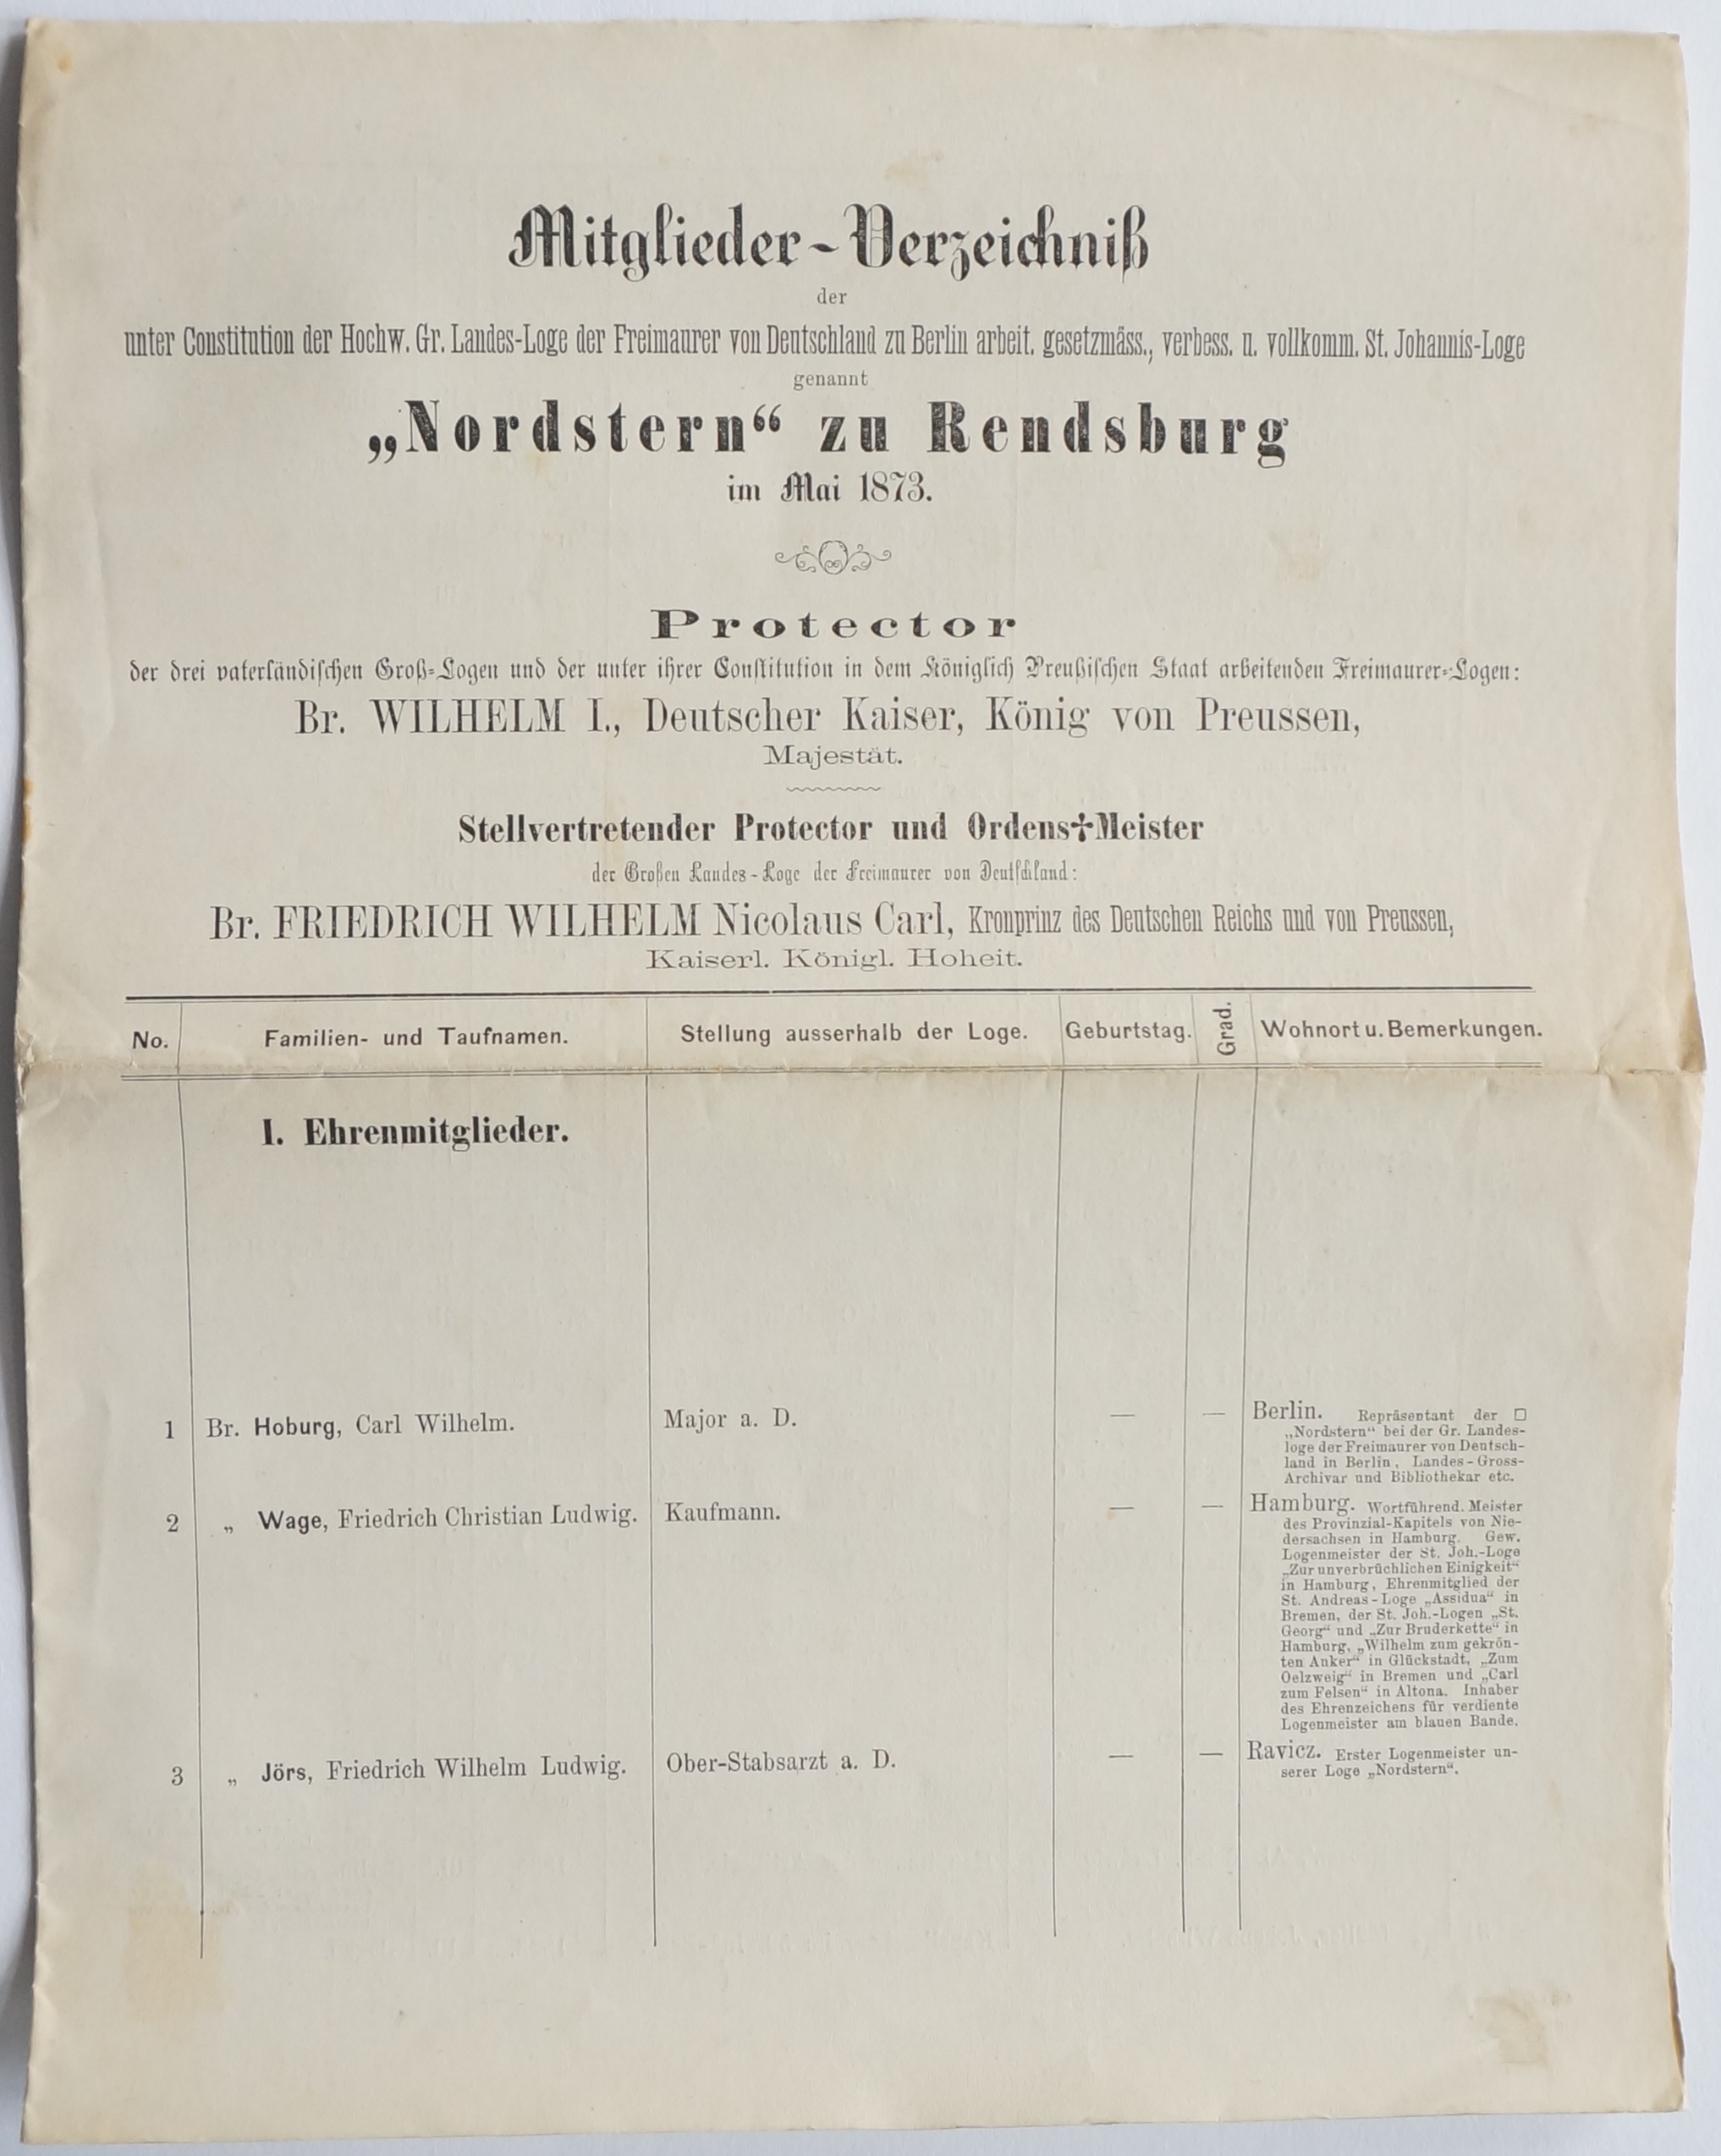 Mitglieder-Verzeichniß
der
unter Constitution der Hochw. Gr. Landes-Loge der Freimaurer von Deutschland zu Berlin arbeit. gesetzmäss., verbess. u. vollkomm. St. Johannis-Loge
genannt
„Nordstern“ zu Rendsburg
im Mai 1873.
Protector
der drei vaterländischen Groß-Logen und der unter ihrer Constitution in dem Königlich Preußischen Staat arbeitenden Freimaurer-Logen:
Br. WILHELM I., Deutscher Kaiser, König von Preussen,
Majestät.
Stellvertretender Protector und Ordens✝Meister
der Großen Landes-Loge der Freimaurer von Deutschland:
Br. FRIEDRICH WILHELM Nicolaus Carl, Kronprinz des Deutschen Reichs und von Preussen,
Kaiserl. Königl. Hoheit.
No. Familien- und Taufnamen. Stellung ausserhalb der Loge. Geburtstag. Grad. Wohnort u. Bemerkungen.
I. Ehrenmitglieder.
1 Br. Hoburg, Carl Wilhelm. Major a. D. — — Berlin. Repräsentant der □
„Nordstern“ bei der Gr. Landes-
loge der Freimaurer von Deutsch-
land in Berlin, Landes-Gross-
Archivar und Bibliothekar etc.
2 „ Wage, Friedrich Christian Ludwig. Kaufmann. — — Hamburg. Wortführend. Meister
des Provinzial-Kapitels von Nie-
dersachsen in Hamburg. Gew.
Logenmeister der St. Joh.-Loge
„Zur unverbrüchlichen Einigkeit“
in Hamburg, Ehrenmitglied der
St. Andreas-Loge „Assidua“ in
Bremen, der St. Joh.-Logen „St.
Georg“ und „Zur Bruderkette“ in
Hamburg, „Wilhelm zum gekrön-
ten Anker“ in Glückstadt, „Zum
Oelzweig“ in Bremen und „Carl
zum Felsen“ in Altona. Inhaber
des Ehrenzeichens für verdiente
Logenmeister am blauen Bande.
3 „ Jörs, Friedrich Wilhelm Ludwig. Ober-Stabsarzt a. D. — — Ravicz. Erster Logenmeister un-
serer Loge „Nordstern“.